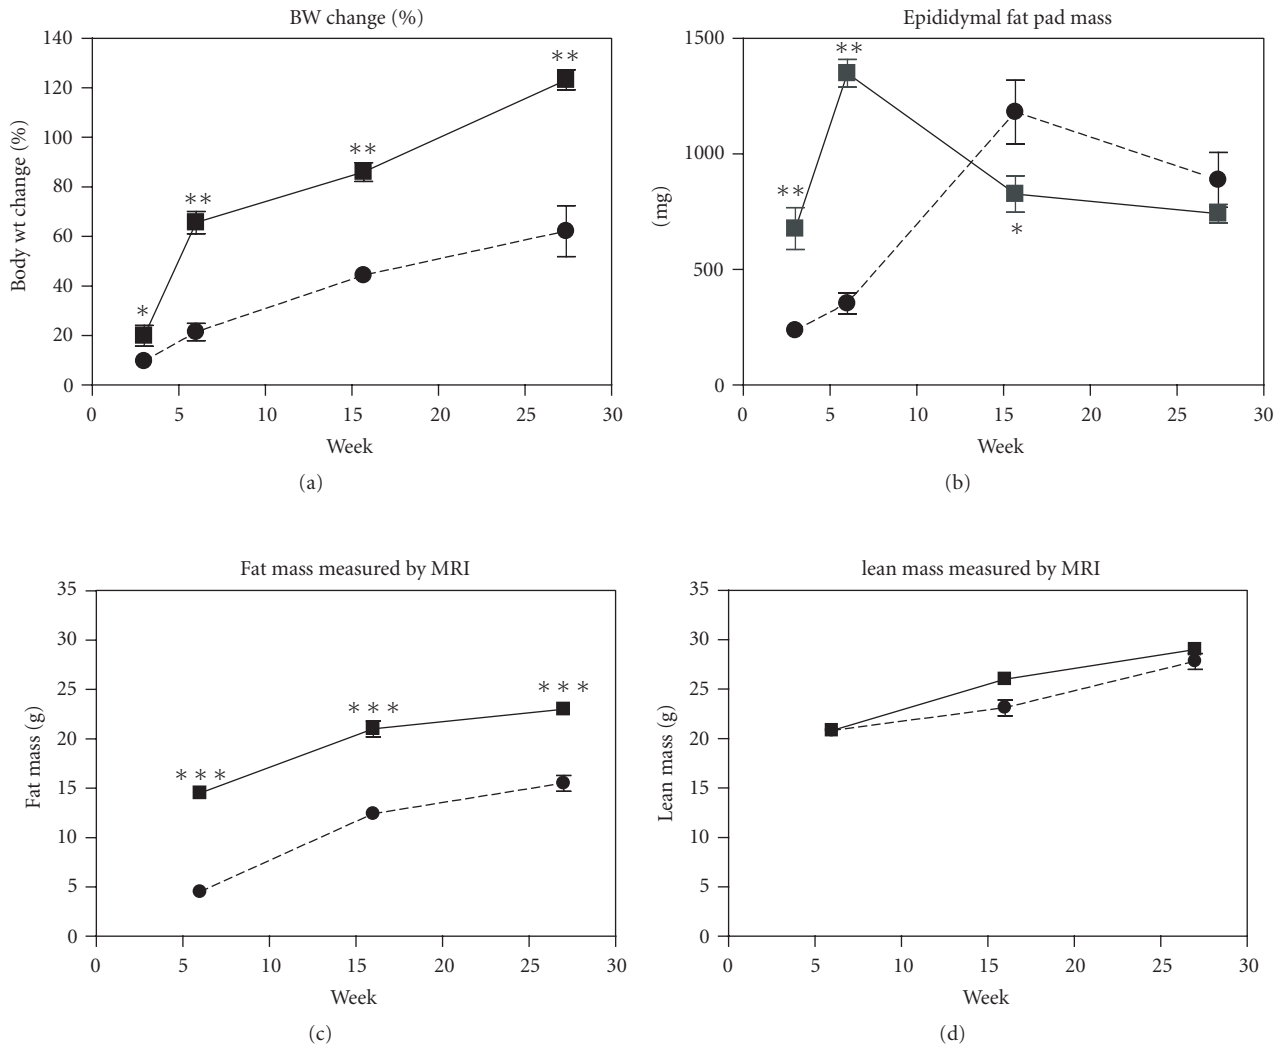 BW change (%)
140
120
100
80
60
40
20
0
Body wt change (%)
∗
∗∗
∗∗
∗∗
0 5 10 15 20 25 30
Week
(a)
Epididymal fat pad mass
1500
1000
500
0
(mg)
∗∗
∗∗
∗
0 5 10 15 20 25 30
Week
(b)
Fat mass measured by MRI
35
30
25
20
15
10
5
0
Fat mass (g)
∗∗∗
∗∗∗
∗∗∗
0 5 10 15 20 25 30
Week
(c)
lean mass measured by MRI
35
30
25
20
15
10
5
0
Lean mass (g)
0 5 10 15 20 25 30
Week
(d)